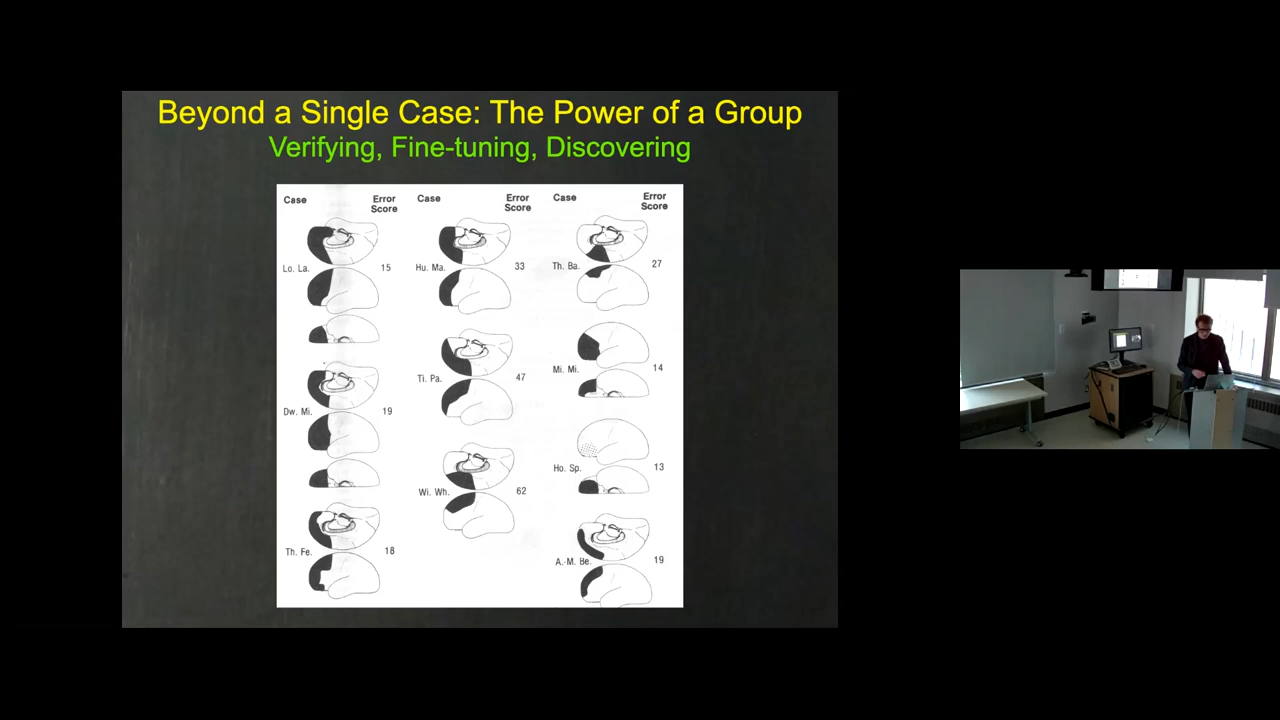 Beyond a Single Case: The Power of a Group
Verifying, Fine-tuning, Discovering
Case Error Score
Lo. La. 15
Dw. Mi. 19
Th. Fe. 18
Case Error Score
Hu. Ma. 33
Ti. Pa. 47
Wi. Wh. 62
Case Error Score
Th. Ba. 27
Mi. Mi. 14
Ho. Sp. 13
A.-M. Be. 19